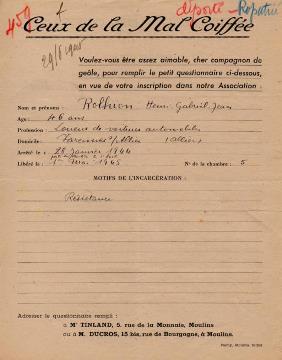 450
déporté - Rapatrié
Ceux de la Mal Coiffée
29/6/1945
Voulez-vous être assez aimable, cher compagnon de
geôle, pour remplir le petit questionnaire ci-dessous,
en vue de votre inscription dans notre Association :
Nom et prénoms : Henri Gabriel Jean
Age : 46 ans
Profession : Loueur de voitures automobiles
Domicile : Varennes s/Allier (Allier)
Arrêté le : 28 Janvier 1944
Libéré le : 1er Mai 1945 N° de la chambre : 5
MOTIFS DE L'INCARCÉRATION :
Résistance
Adresser le questionnaire rempli :
à Me TINLAND, 5, rue de la Monnaie, Moulins
ou à M. DUCROS, 15 bis, rue de Bourgogne, à Moulins.